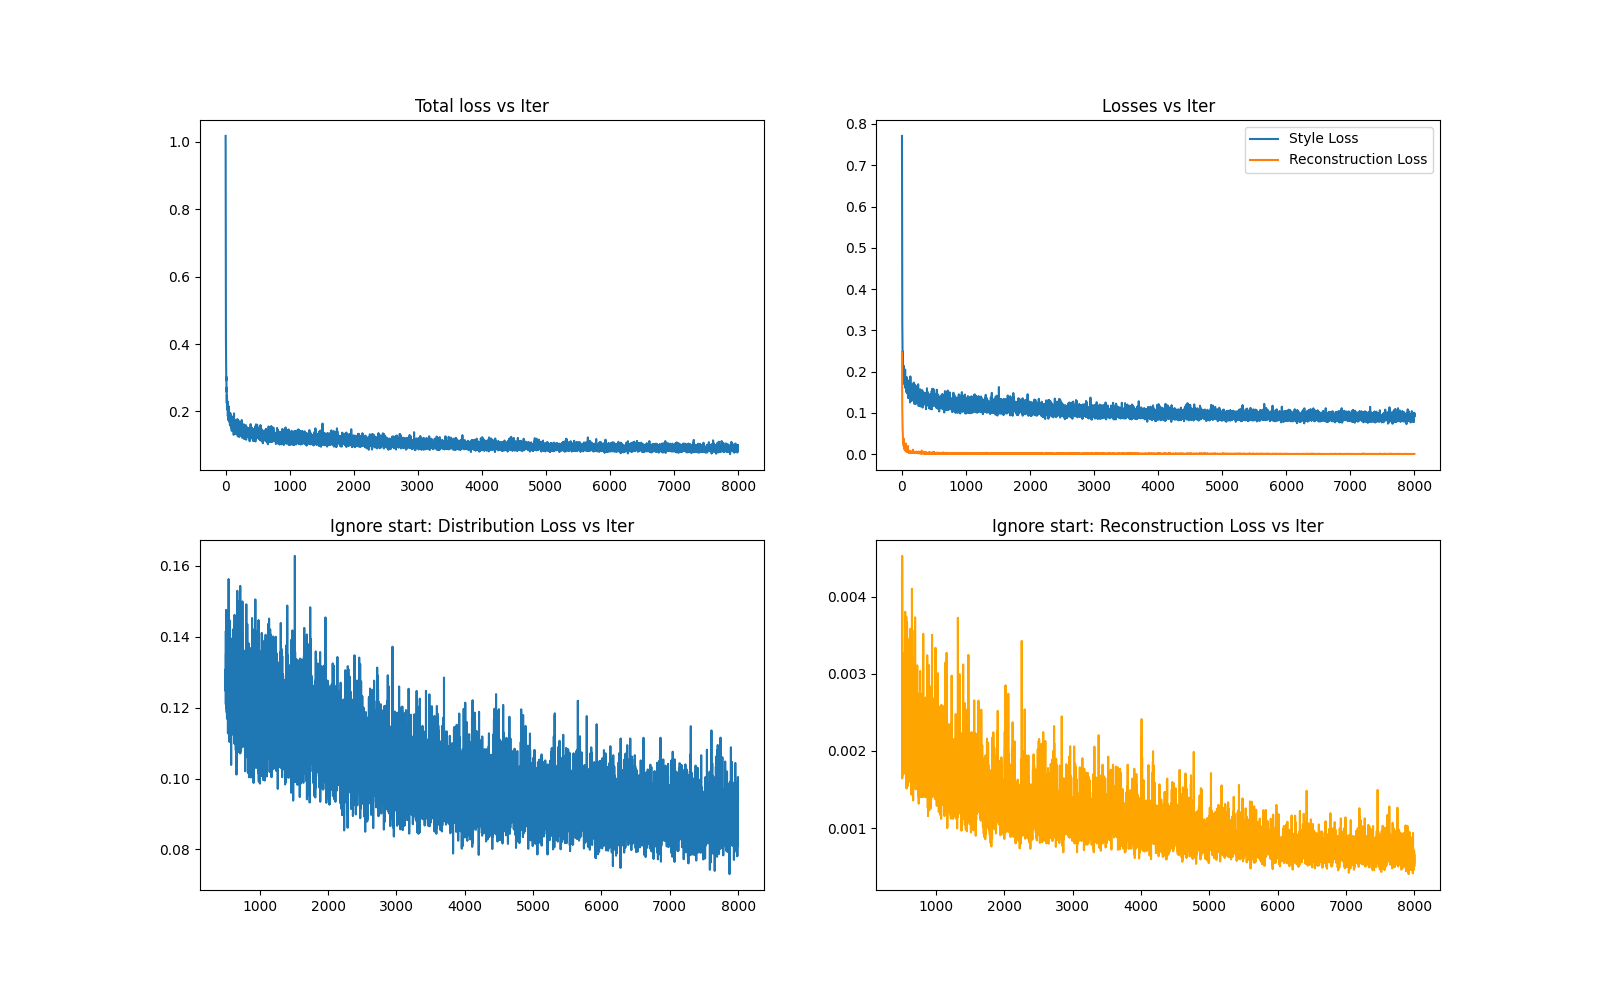 Total loss vs Iter
1.0
0.8
0.6
0.4
0.2
0 1000 2000 3000 4000 5000 6000 7000 8000
Losses vs Iter
0.8
0.7
0.6
0.5
0.4
0.3
0.2
0.1
0.0
Style Loss
Reconstruction Loss
0 1000 2000 3000 4000 5000 6000 7000 8000
Ignore start: Distribution Loss vs Iter
0.16
0.14
0.12
0.10
0.08
1000 2000 3000 4000 5000 6000 7000 8000
Ignore start: Reconstruction Loss vs Iter
0.004
0.003
0.002
0.001
1000 2000 3000 4000 5000 6000 7000 8000